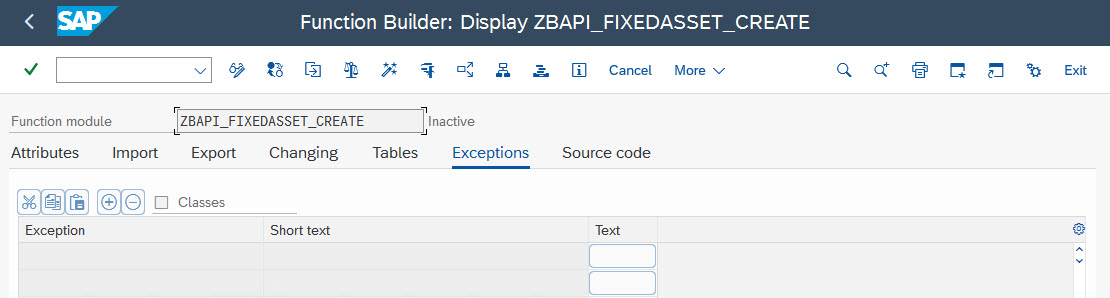 SAP Function Builder: Display ZBAPI_FIXEDASSET_CREATE
Cancel More Exit
Function module ZBAPI_FIXEDASSET_CREATE Inactive
Attributes Import Export Changing Tables Exceptions Source code
Classes
Exception Short text Text